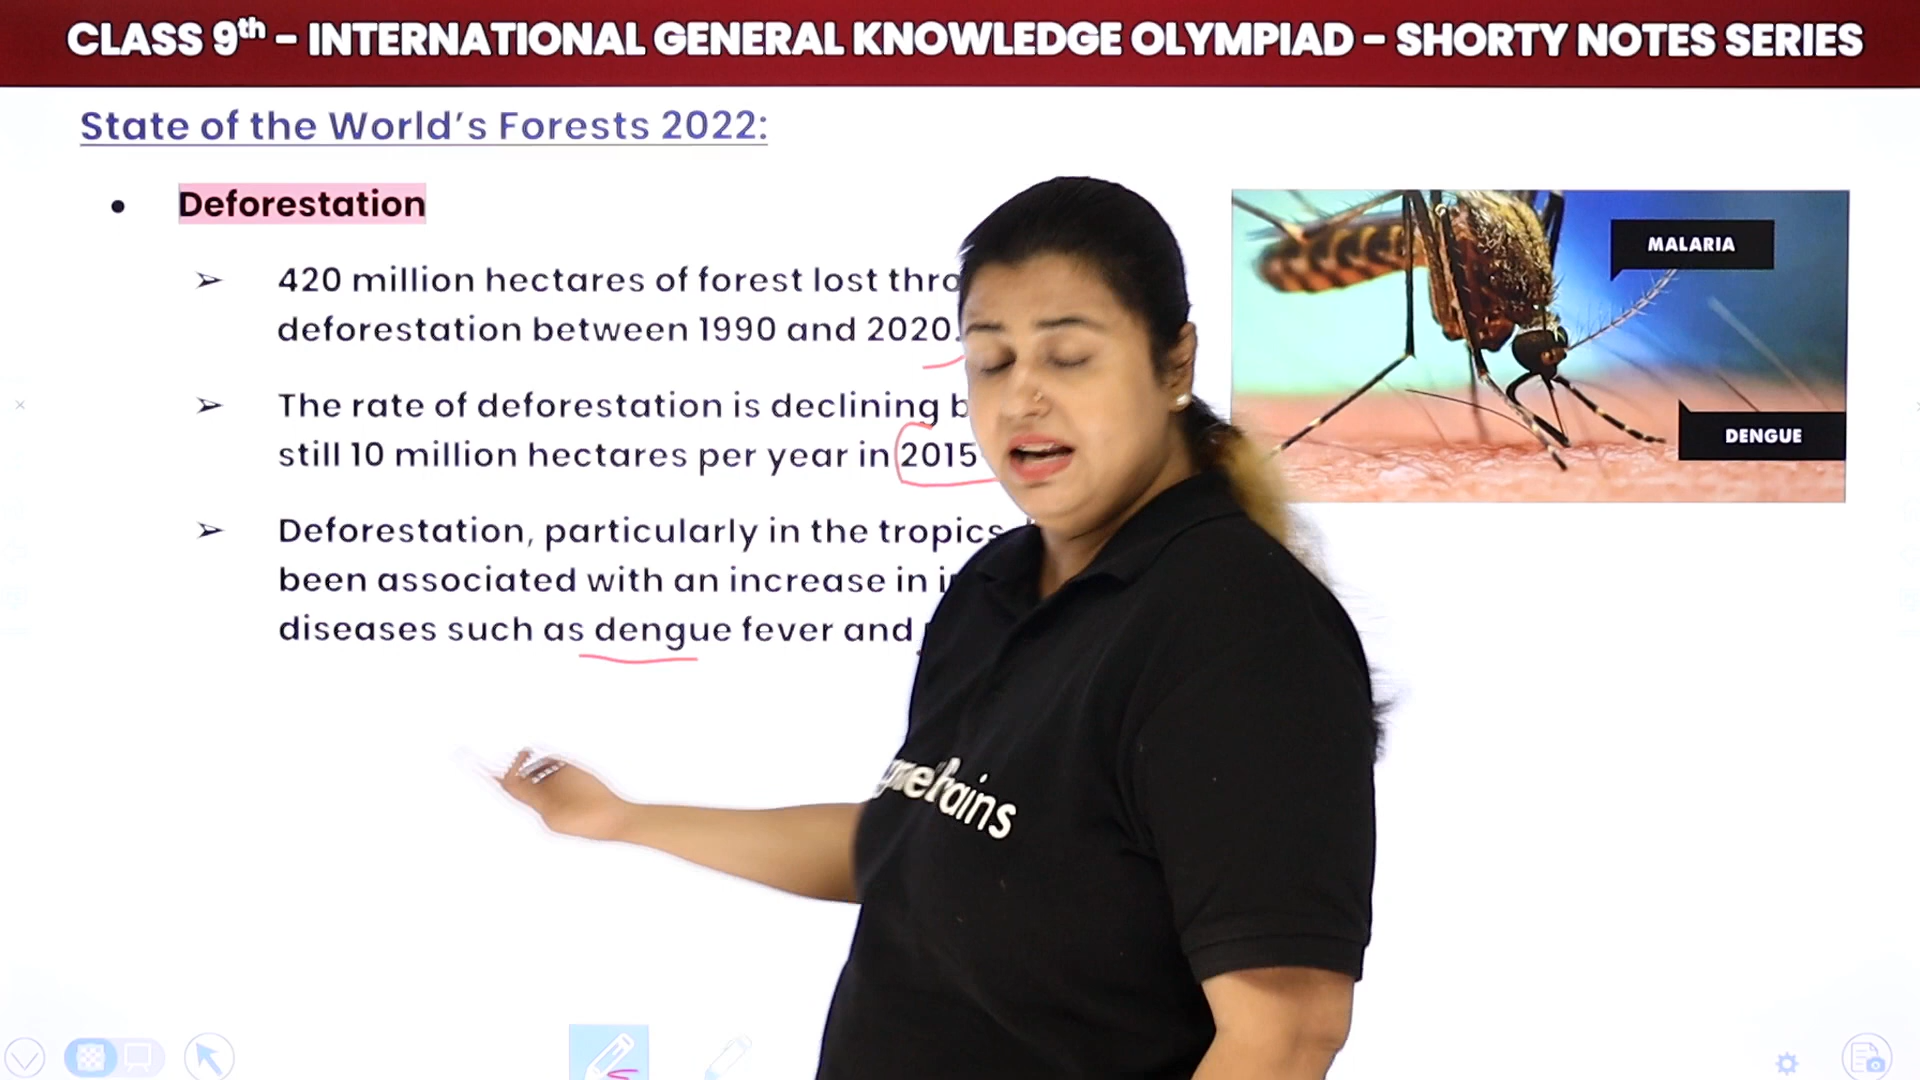 CLASS 9th - INTERNATIONAL GENERAL KNOWLEDGE OLYMPIAD - SHORTY NOTES SERIES
State of the World's Forests 2022:
• Deforestation
➢ 420 million hectares of forest lost
deforestation between 1990 and 2020.
➢ The rate of deforestation is declining
still 10 million hectares per year in 2015
➢ Deforestation, particularly in the tropics
been associated with an increase in
diseases such as dengue fever and
MALARIA
DENGUE